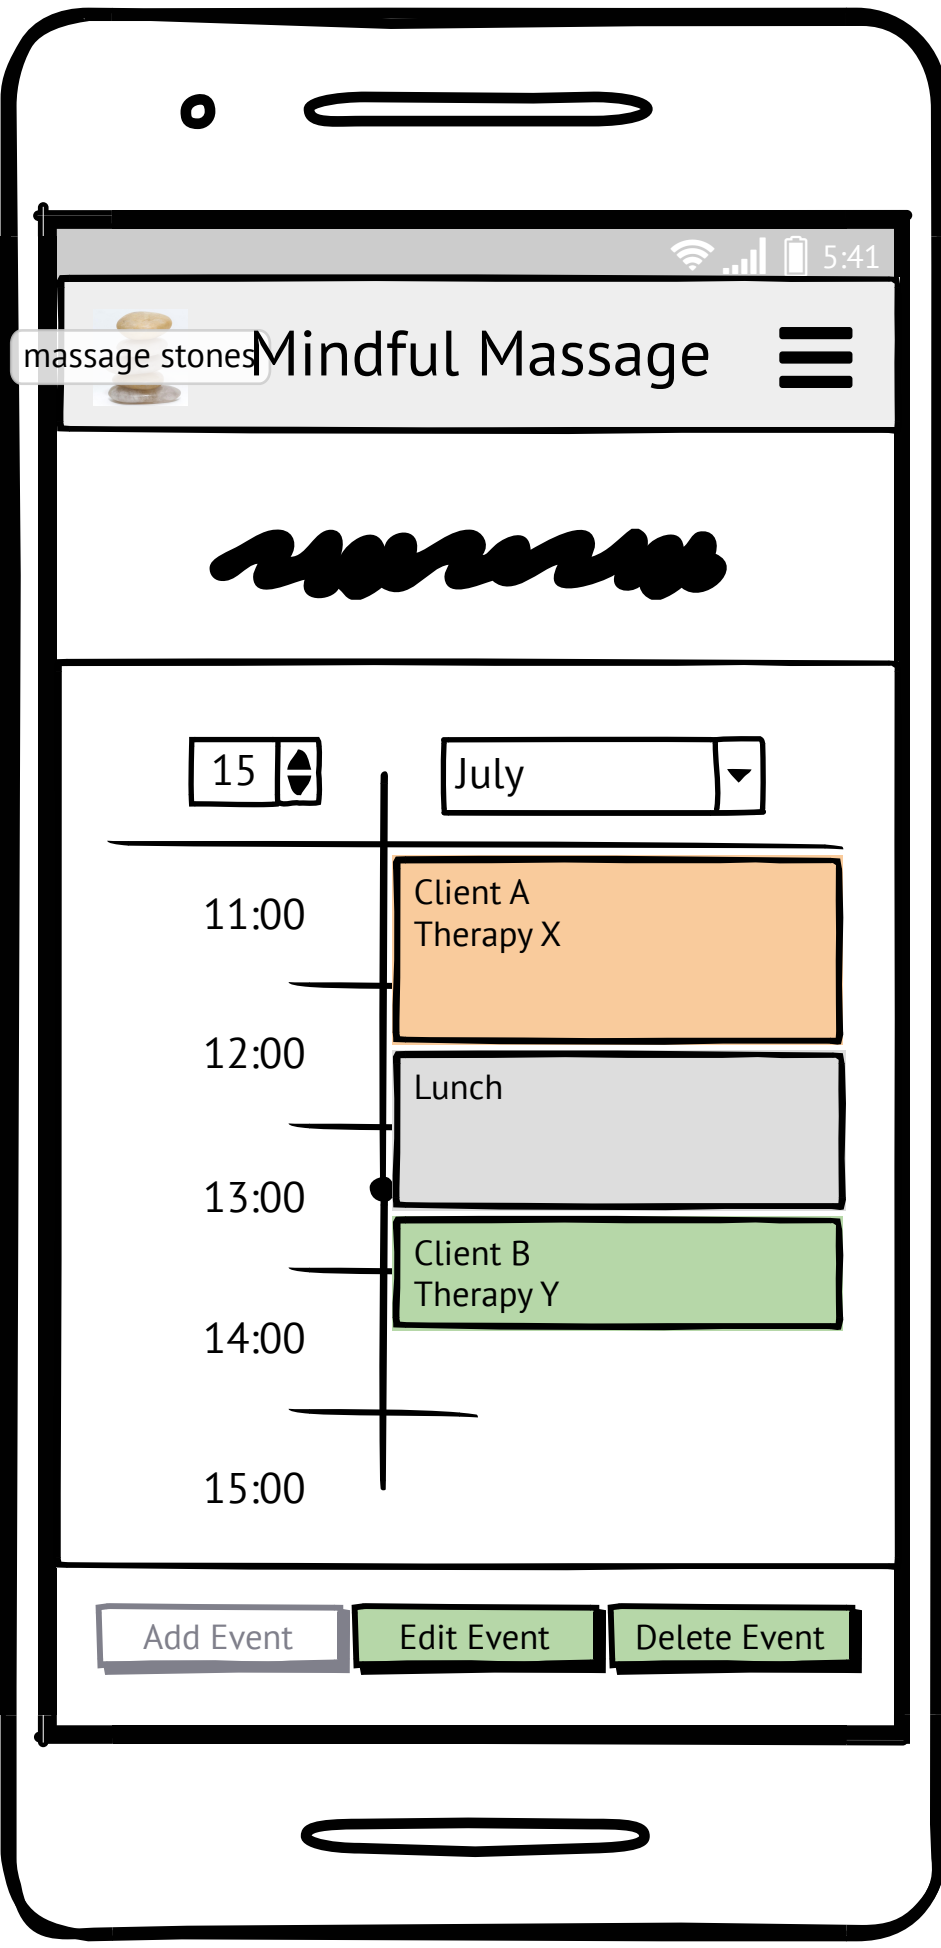 5:41
massage stones
Mindful Massage
15
July
11:00
Client A
Therapy X
12:00
Lunch
13:00
Client B
Therapy Y
14:00
15:00
Add Event
Edit Event
Delete Event